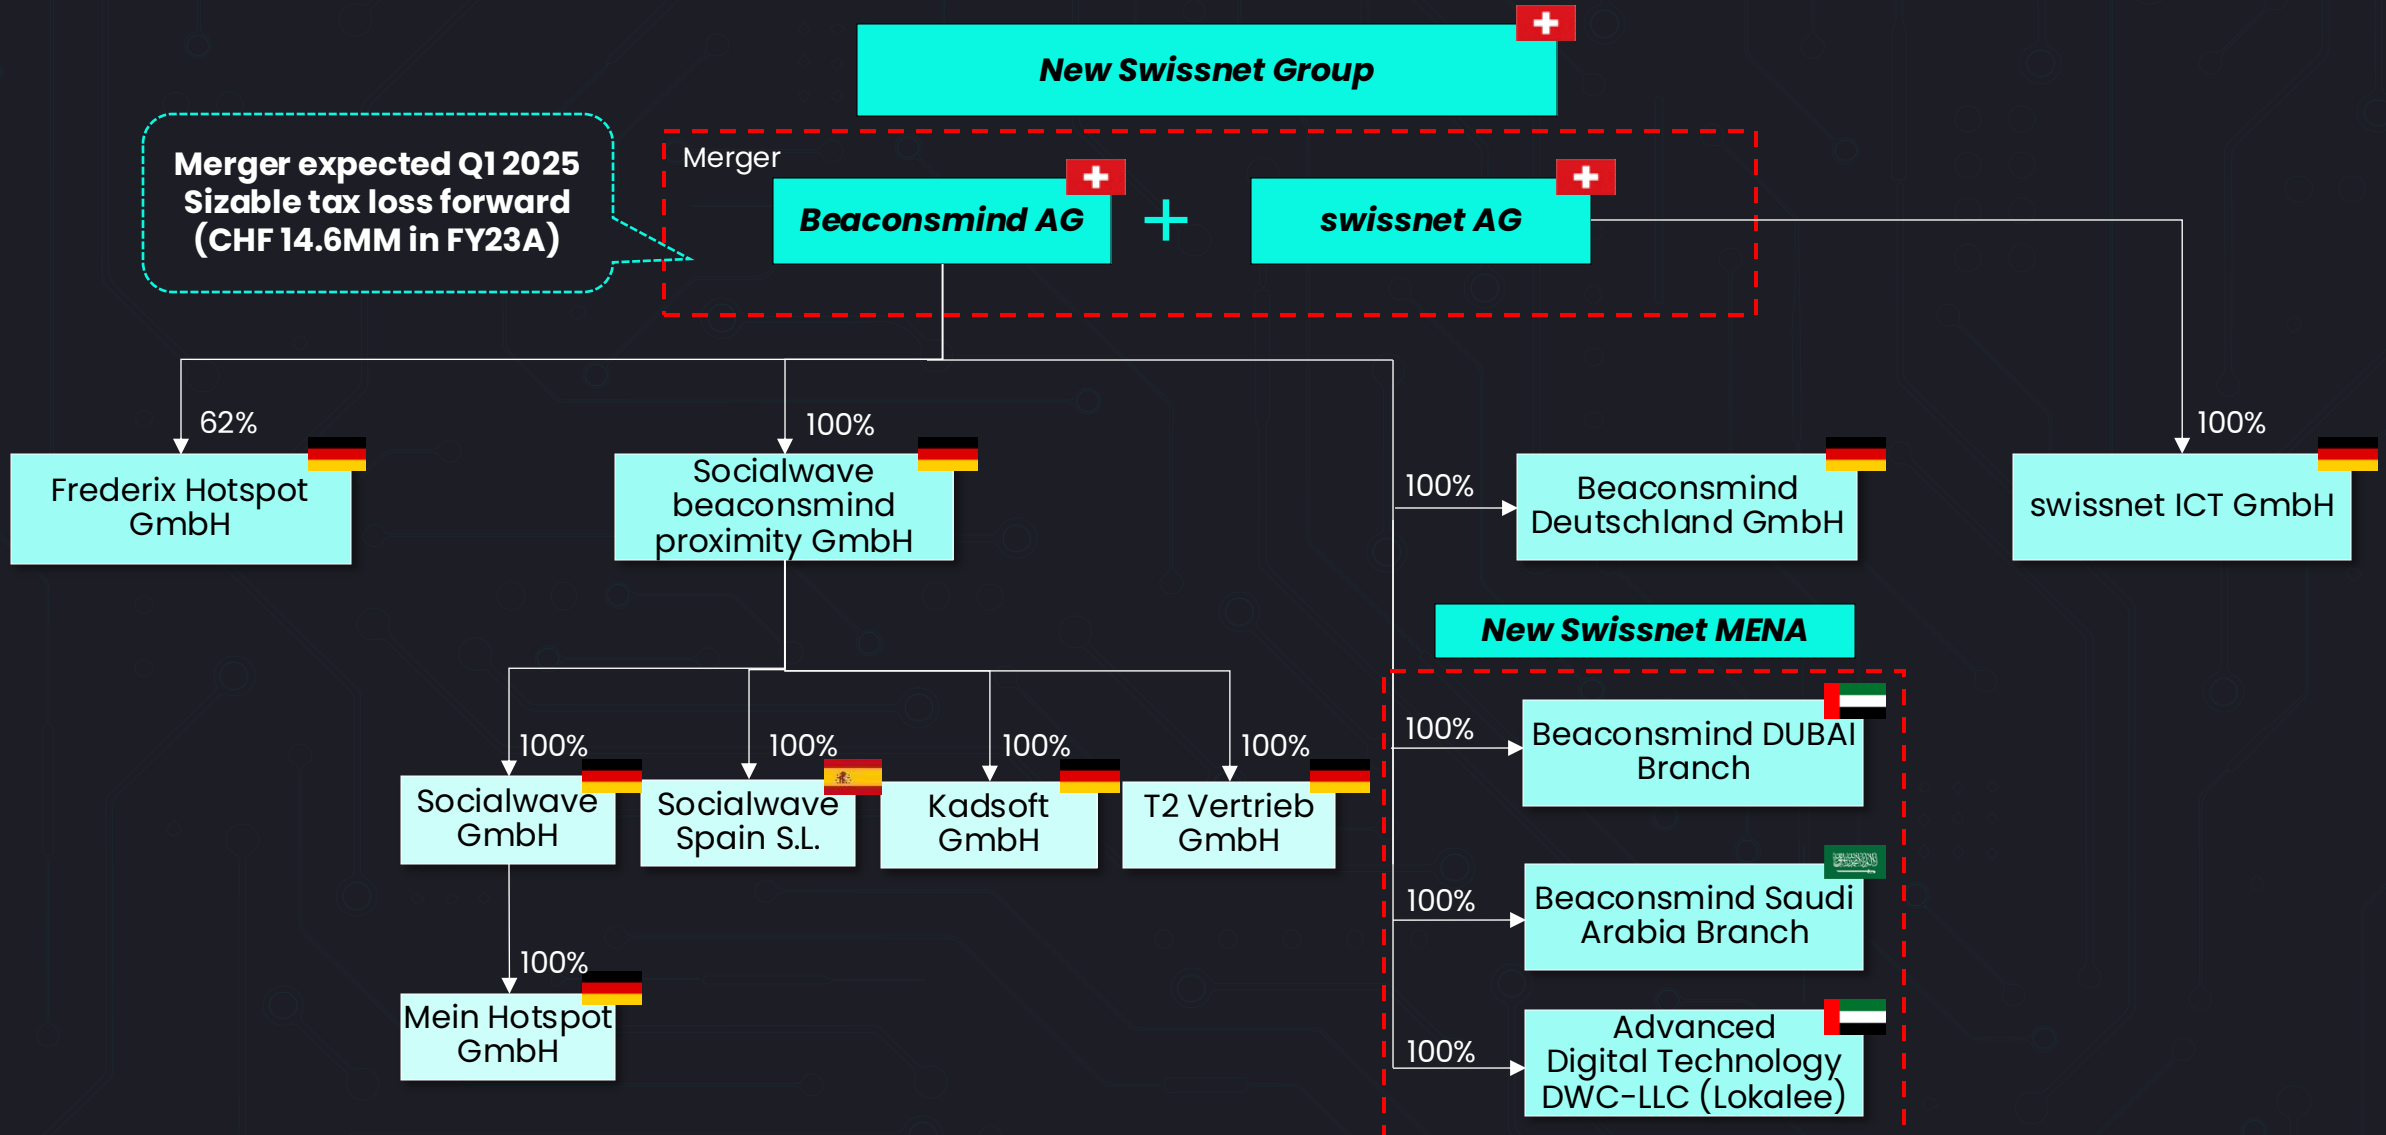 New Swissnet Group
Merger expected Q1 2025
Sizable tax loss forward
(CHF 14.6MM in FY23A)
Merger
Beaconsmind AG
+
swissnet AG
62%
100%
100%
100%
Frederix Hotspot
GmbH
Socialwave
beaconsmind
proximity GmbH
Beaconsmind
Deutschland GmbH
swissnet ICT GmbH
New Swissnet MENA
100%
100%
100%
100%
Socialwave
GmbH
Socialwave
Spain S.L.
Kadsoft
GmbH
T2 Vertrieb
GmbH
100%
Beaconsmind DUBAI
Branch
100%
Beaconsmind Saudi
Arabia Branch
100%
Mein Hotspot
GmbH
100%
Advanced
Digital Technology
DWC-LLC (Lokalee)